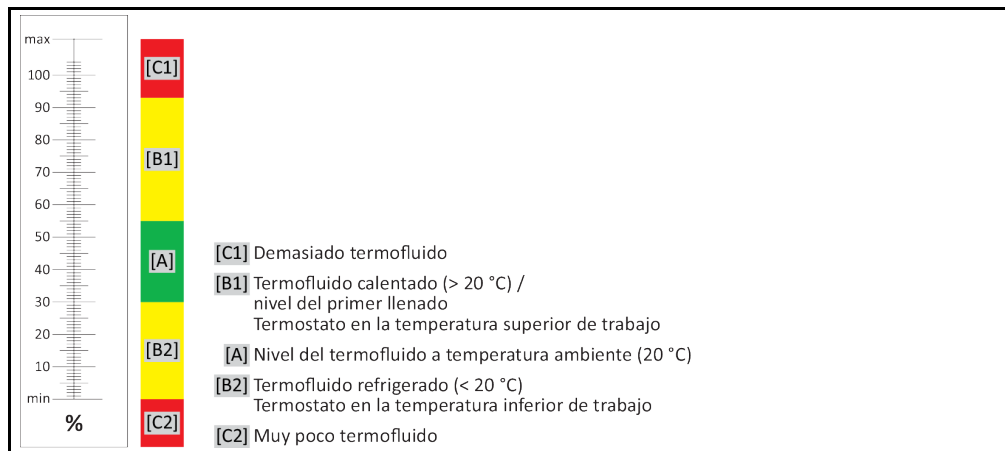 max
100
90
80
70
60
50
40
30
20
10
min
%
[C1]
[B1]
[A]
[B2]
[C2]
[C1] Demasiado termofluido
[B1] Termofluido calentado (> 20 °C) /
nivel del primer llenado
Termostato en la temperatura superior de trabajo
[A] Nivel del termofluido a temperatura ambiente (20 °C)
[B2] Termofluido refrigerado (< 20 °C)
Termostato en la temperatura inferior de trabajo
[C2] Muy poco termofluido